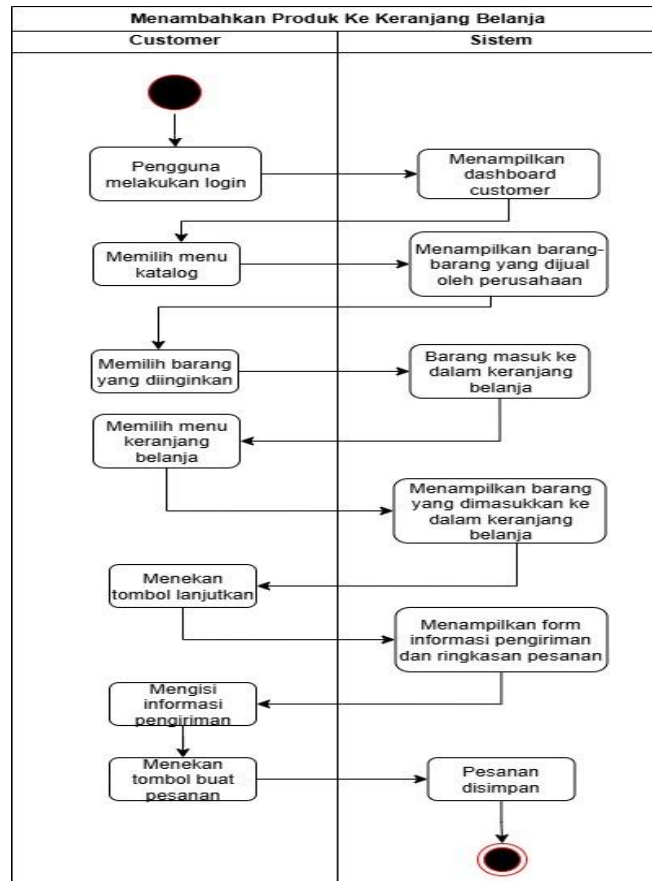 Menambahkan Produk Ke Keranjang Belanja
Customer
Sistem
Pengguna
melakukan login
Menampilkan
dashboard
customer
Memilih menu
katalog
Menampilkan barang-
barang yang dijual
oleh perusahaan
Memilih barang
yang diinginkan
Barang masuk ke
dalam keranjang
belanja
Memilih menu
keranjang
belanja
Menampilkan barang
yang dimasukkan ke
dalam keranjang
belanja
Menekan
tombol lanjutkan
Menampilkan form
informasi pengiriman
dan ringkasan pesanan
Mengisi
informasi
pengiriman
Menekan
tombol buat
pesanan
Pesanan
disimpan